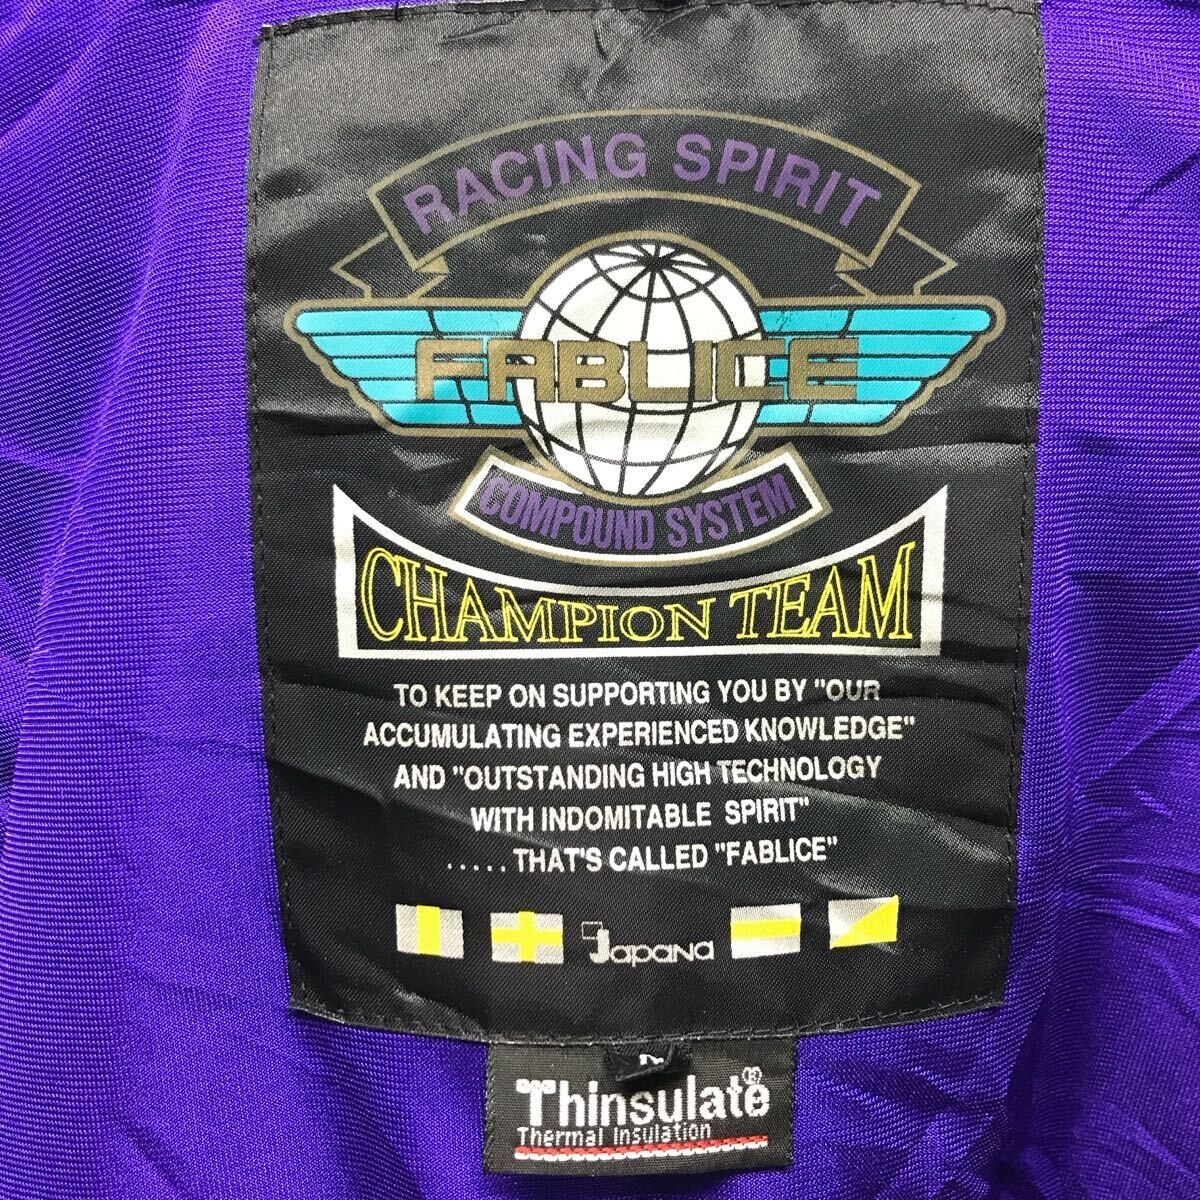 RACING SPIRIT
FABLICE
COMPOUND SYSTEM
CHAMPION TEAM
TO KEEP ON SUPPORTING YOU BY "OUR
ACCUMULATING EXPERIENCED KNOWLEDGE"
AND "OUTSTANDING HIGH TECHNOLOGY
WITH INDOMITABLE SPIRIT"
. . . . . THAT'S CALLED "FABLICE"
Japana
Thinsulate®
Thermal Insulation